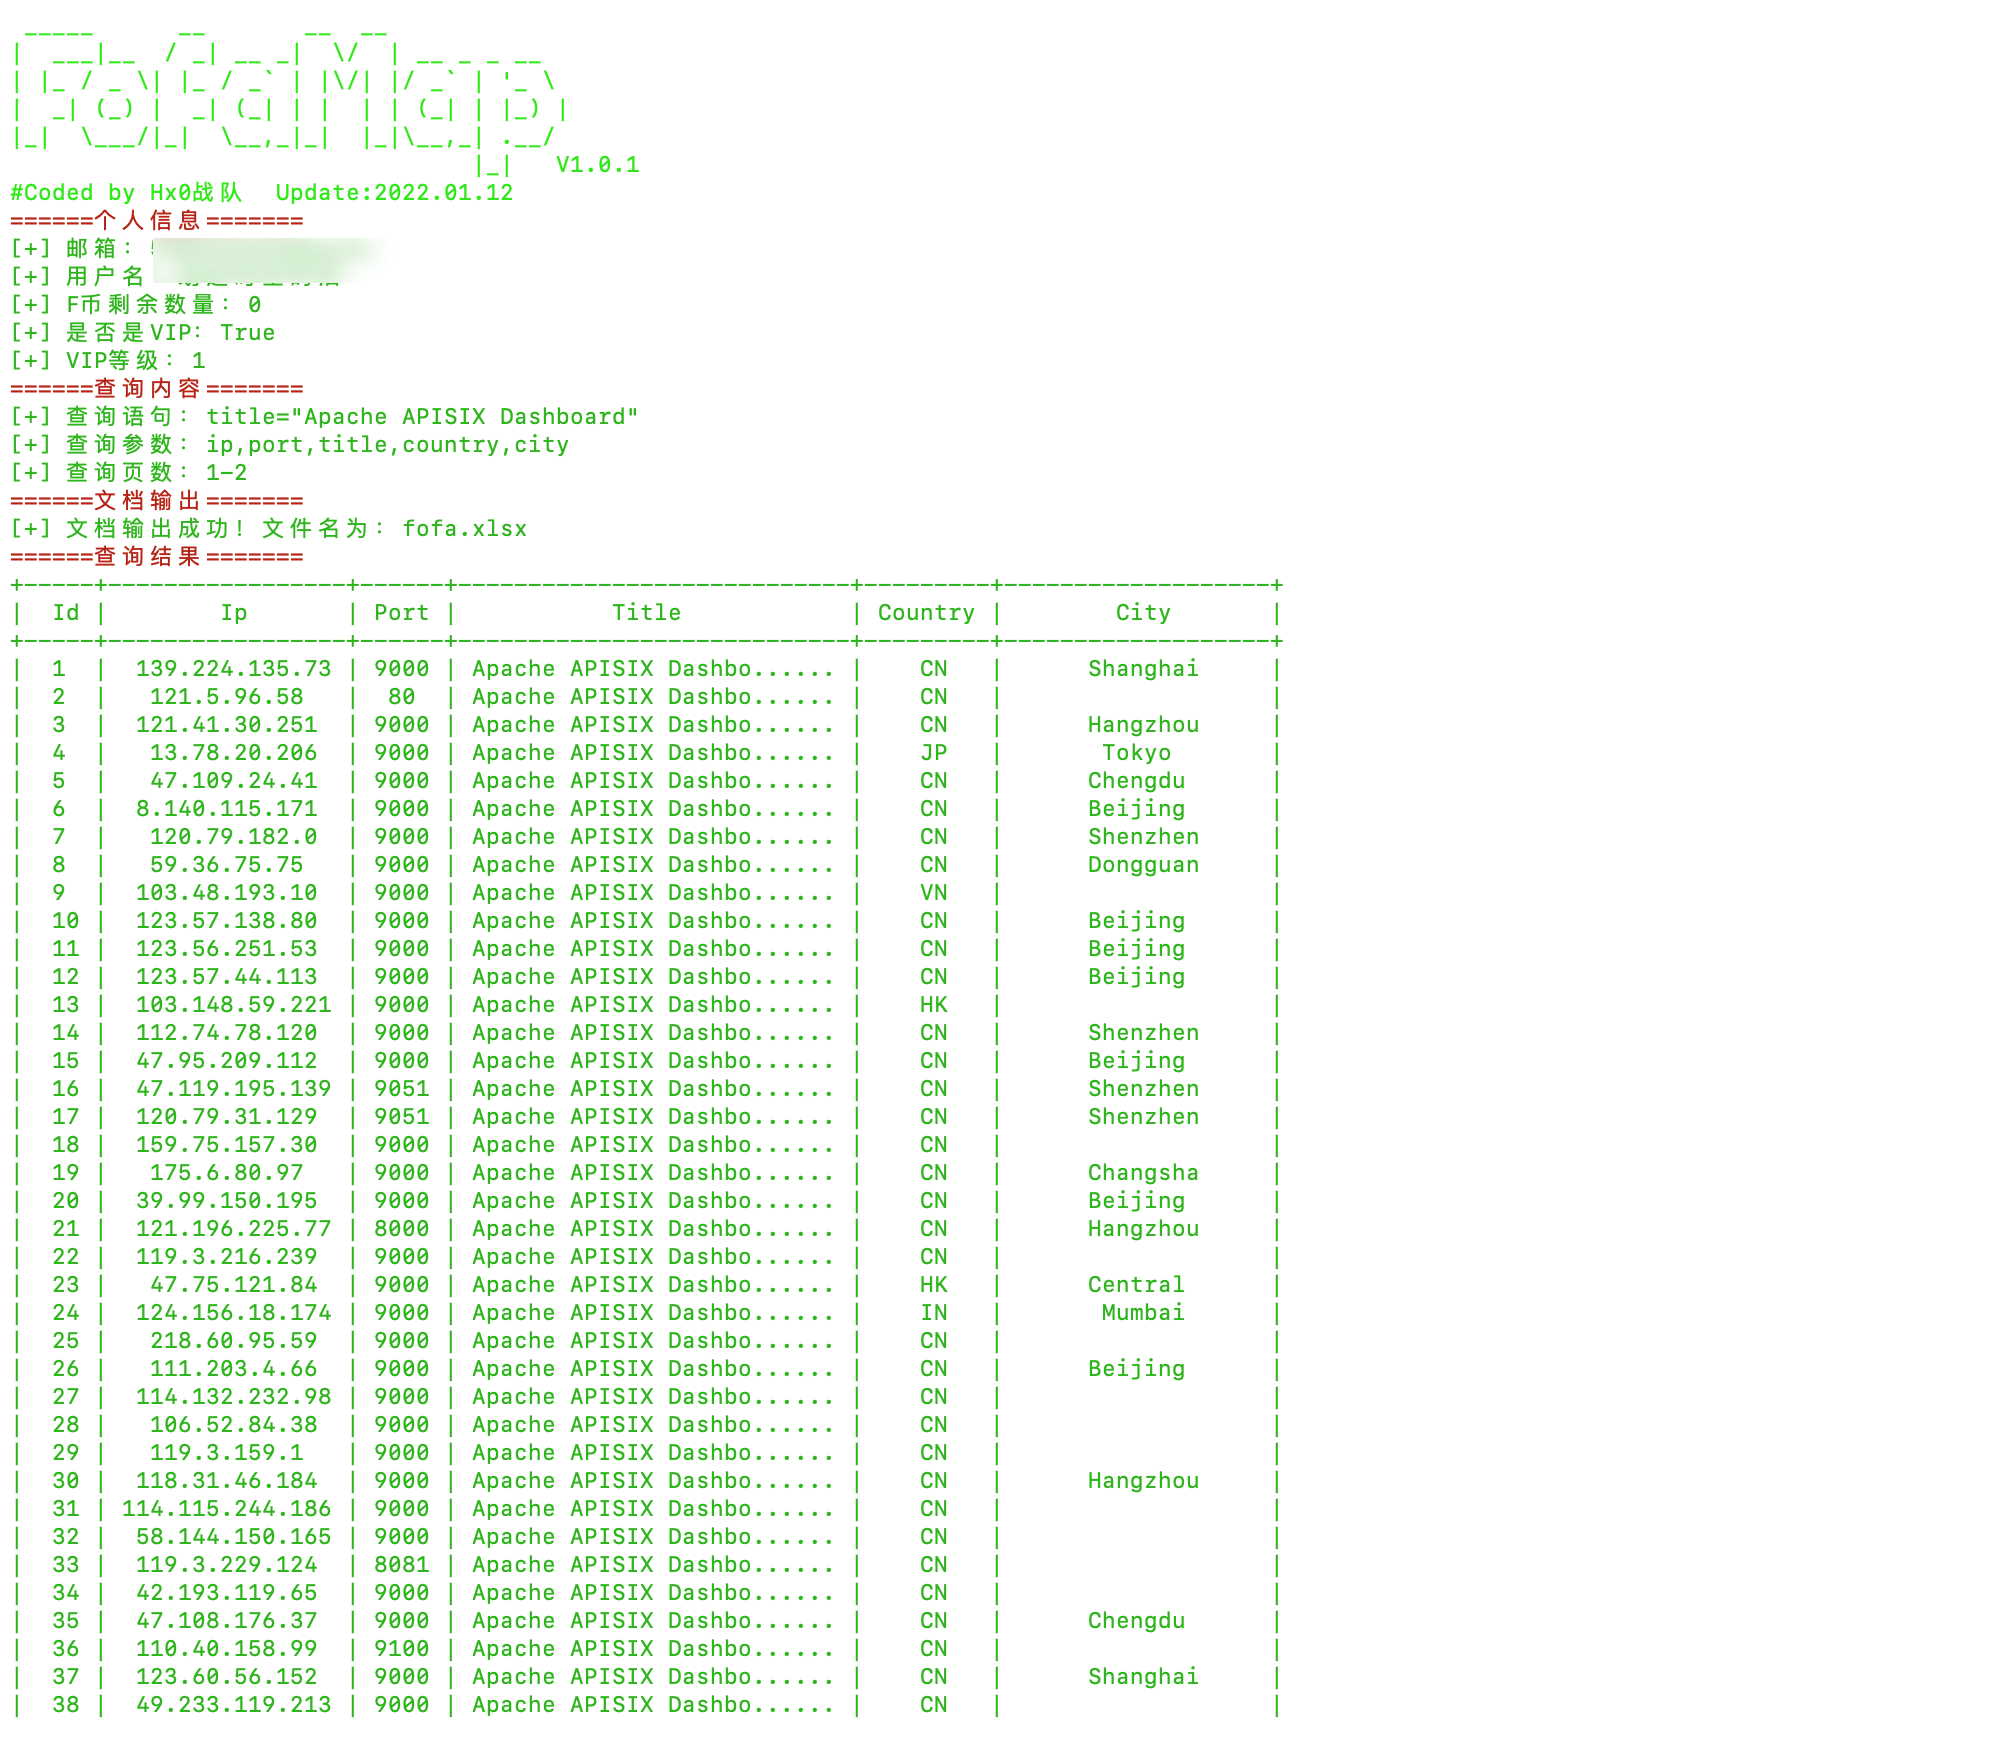 FofaMap
V1.0.1
#Coded by Hx0战队  Update:2022.01.12
======个人信息=======
[+] 邮箱:
[+] 用户名
[+] F币剩余数量: 0
[+] 是否是VIP: True
[+] VIP等级: 1
======查询内容=======
[+] 查询语句: title="Apache APISIX Dashboard"
[+] 查询参数: ip,port,title,country,city
[+] 查询页数: 1-2
======文档输出=======
[+] 文档输出成功! 文件名为: fofa.xlsx
======查询结果=======
| Id | Ip | Port | Title | Country | City |
| 1 | 139.224.135.73 | 9000 | Apache APISIX Dashbo...... | CN | Shanghai |
| 2 | 121.5.96.58 | 80 | Apache APISIX Dashbo...... | CN | |
| 3 | 121.41.30.251 | 9000 | Apache APISIX Dashbo...... | CN | Hangzhou |
| 4 | 13.78.20.206 | 9000 | Apache APISIX Dashbo...... | JP | Tokyo |
| 5 | 47.109.24.41 | 9000 | Apache APISIX Dashbo...... | CN | Chengdu |
| 6 | 8.140.115.171 | 9000 | Apache APISIX Dashbo...... | CN | Beijing |
| 7 | 120.79.182.0 | 9000 | Apache APISIX Dashbo...... | CN | Shenzhen |
| 8 | 59.36.75.75 | 9000 | Apache APISIX Dashbo...... | CN | Dongguan |
| 9 | 103.48.193.10 | 9000 | Apache APISIX Dashbo...... | VN | |
| 10 | 123.57.138.80 | 9000 | Apache APISIX Dashbo...... | CN | Beijing |
| 11 | 123.56.251.53 | 9000 | Apache APISIX Dashbo...... | CN | Beijing |
| 12 | 123.57.44.113 | 9000 | Apache APISIX Dashbo...... | CN | Beijing |
| 13 | 103.148.59.221 | 9000 | Apache APISIX Dashbo...... | HK | |
| 14 | 112.74.78.120 | 9000 | Apache APISIX Dashbo...... | CN | Shenzhen |
| 15 | 47.95.209.112 | 9000 | Apache APISIX Dashbo...... | CN | Beijing |
| 16 | 47.119.195.139 | 9051 | Apache APISIX Dashbo...... | CN | Shenzhen |
| 17 | 120.79.31.129 | 9051 | Apache APISIX Dashbo...... | CN | Shenzhen |
| 18 | 159.75.157.30 | 9000 | Apache APISIX Dashbo...... | CN | |
| 19 | 175.6.80.97 | 9000 | Apache APISIX Dashbo...... | CN | Changsha |
| 20 | 39.99.150.195 | 9000 | Apache APISIX Dashbo...... | CN | Beijing |
| 21 | 121.196.225.77 | 8000 | Apache APISIX Dashbo...... | CN | Hangzhou |
| 22 | 119.3.216.239 | 9000 | Apache APISIX Dashbo...... | CN | |
| 23 | 47.75.121.84 | 9000 | Apache APISIX Dashbo...... | HK | Central |
| 24 | 124.156.18.174 | 9000 | Apache APISIX Dashbo...... | IN | Mumbai |
| 25 | 218.60.95.59 | 9000 | Apache APISIX Dashbo...... | CN | |
| 26 | 111.203.4.66 | 9000 | Apache APISIX Dashbo...... | CN | Beijing |
| 27 | 114.132.232.98 | 9000 | Apache APISIX Dashbo...... | CN | |
| 28 | 106.52.84.38 | 9000 | Apache APISIX Dashbo...... | CN | |
| 29 | 119.3.159.1 | 9000 | Apache APISIX Dashbo...... | CN | |
| 30 | 118.31.46.184 | 9000 | Apache APISIX Dashbo...... | CN | Hangzhou |
| 31 | 114.115.244.186 | 9000 | Apache APISIX Dashbo...... | CN | |
| 32 | 58.144.150.165 | 9000 | Apache APISIX Dashbo...... | CN | |
| 33 | 119.3.229.124 | 8081 | Apache APISIX Dashbo...... | CN | |
| 34 | 42.193.119.65 | 9000 | Apache APISIX Dashbo...... | CN | |
| 35 | 47.108.176.37 | 9000 | Apache APISIX Dashbo...... | CN | Chengdu |
| 36 | 110.40.158.99 | 9100 | Apache APISIX Dashbo...... | CN | |
| 37 | 123.60.56.152 | 9000 | Apache APISIX Dashbo...... | CN | Shanghai |
| 38 | 49.233.119.213 | 9000 | Apache APISIX Dashbo...... | CN | |